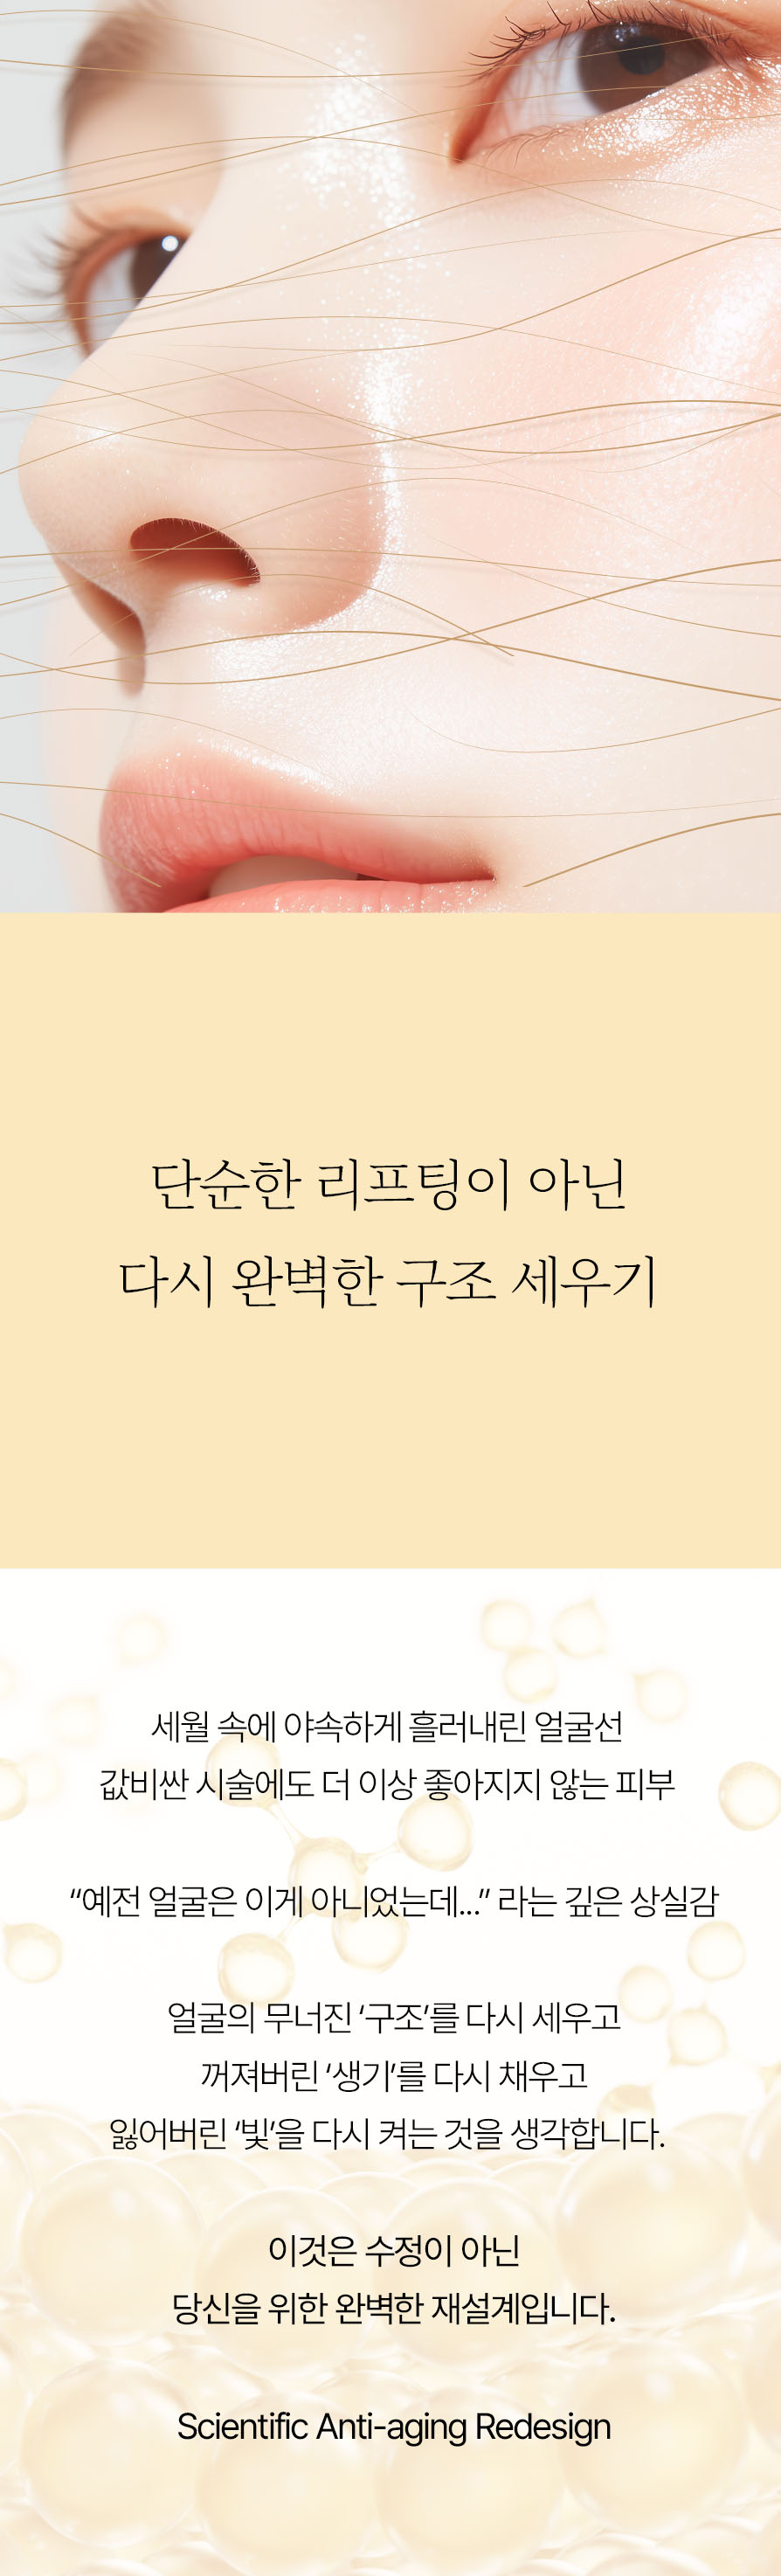 단순한 리프팅이 아닌
다시 완벽한 구조 세우기
세월 속에 야속하게 흘러내린 얼굴선
값비싼 시술에도 더 이상 좋아지지 않는 피부
“예전 얼굴은 이게 아니었는데...” 라는 깊은 상실감
얼굴의 무너진 ‘구조’를 다시 세우고
꺼져버린 ‘생기’를 다시 채우고
잃어버린 ‘빛’을 다시 켜는 것을 생각합니다.
이것은 수정이 아닌
당신을 위한 완벽한 재설계입니다.
Scientific Anti-aging Redesign